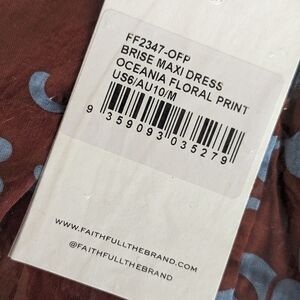 FF2347-OFP
BRISE MAXI DRESS
OCEANIA FLORAL PRINT
US6/AU10/M
9 359093 035279
WWW.FAITHFULLTHEBRAND.COM
@FAITHFULLTHEBRAND